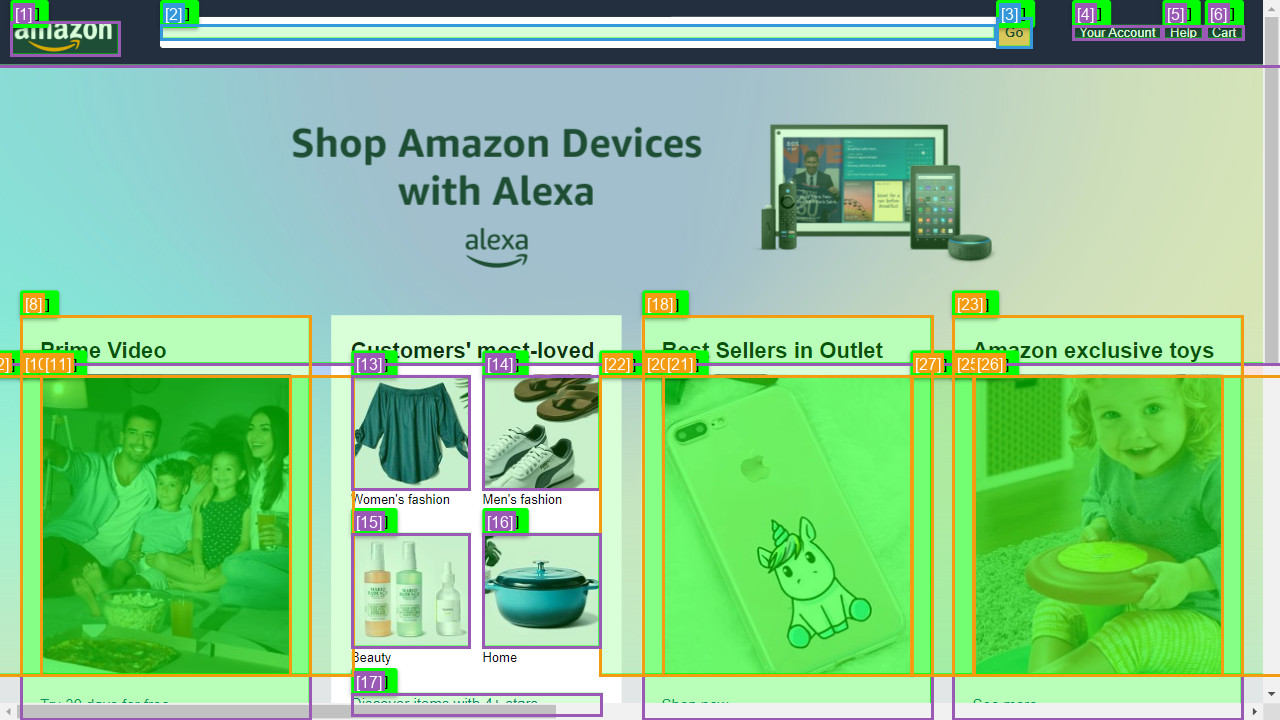 [1] [2] [3] [4] [5] [6]
amazon Go Your Account Help Cart
Shop Amazon Devices
with Alexa
alexa
[8] [18] [23]
Prime Video Customers' most-loved Best Sellers in Outlet Amazon exclusive toys
[11] [13] [14] [22] [21] [27] [26]
Women's fashion Men's fashion
[15] [16]
Beauty Home
[17]
Try 30 days for free Discover items with 4+ stars Shop now See more